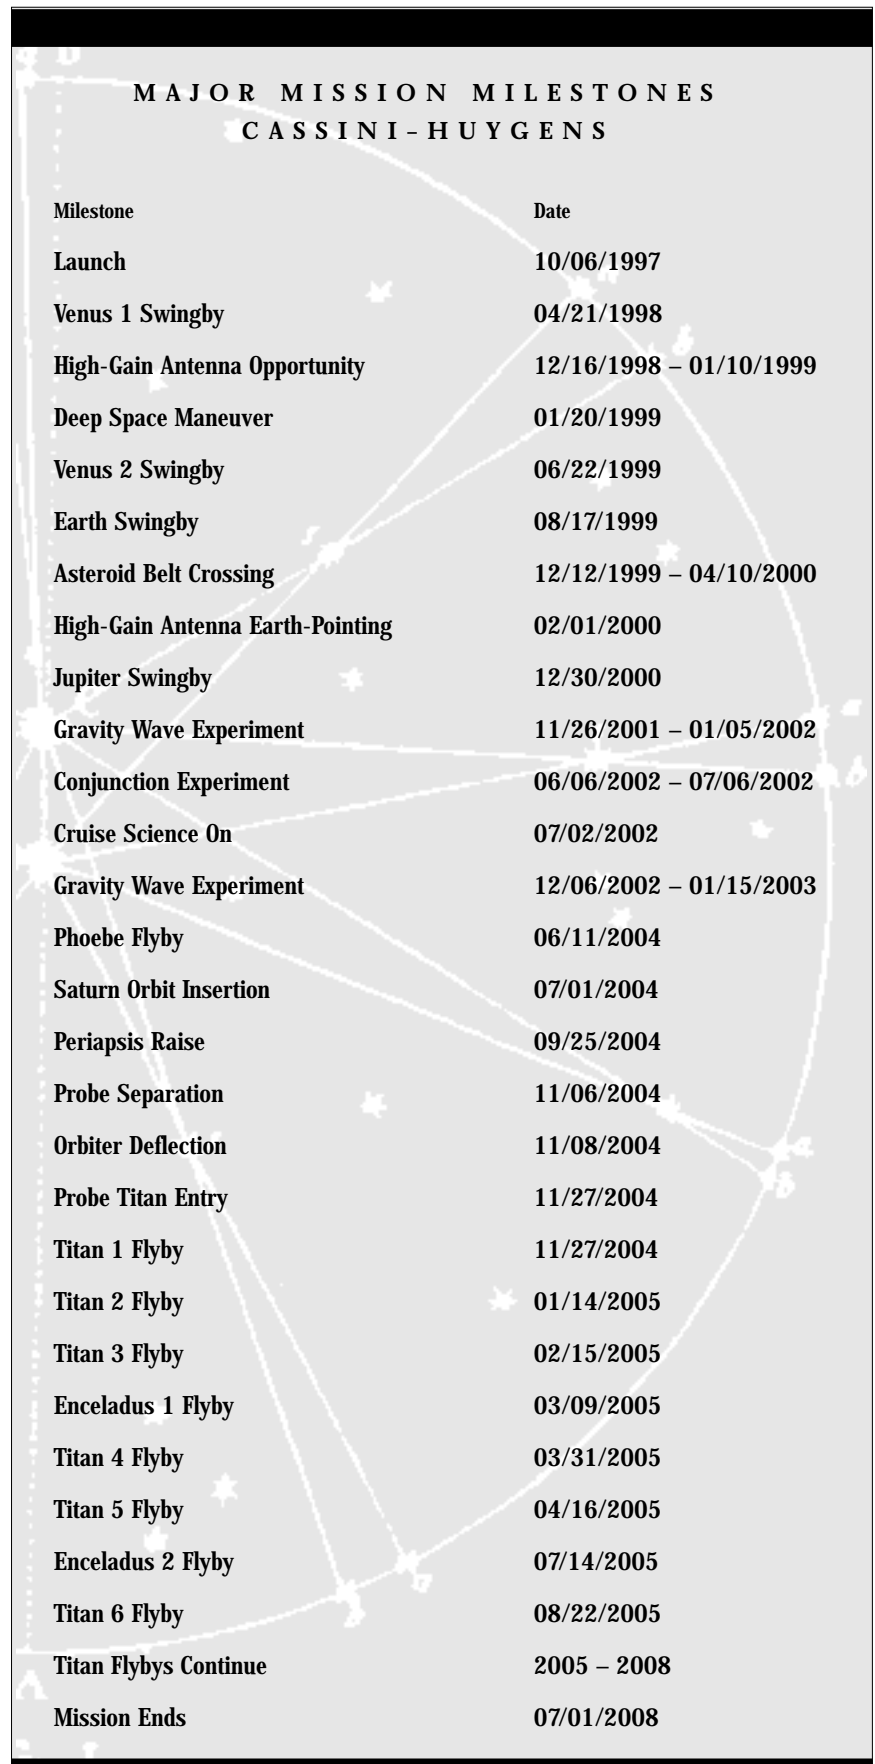 MAJOR MISSION MILESTONES
CASSINI-HUYGENS
Milestone Date
Launch 10/06/1997
Venus 1 Swingby 04/21/1998
High-Gain Antenna Opportunity 12/16/1998 – 01/10/1999
Deep Space Maneuver 01/20/1999
Venus 2 Swingby 06/22/1999
Earth Swingby 08/17/1999
Asteroid Belt Crossing 12/12/1999 – 04/10/2000
High-Gain Antenna Earth-Pointing 02/01/2000
Jupiter Swingby 12/30/2000
Gravity Wave Experiment 11/26/2001 – 01/05/2002
Conjunction Experiment 06/06/2002 – 07/06/2002
Cruise Science On 07/02/2002
Gravity Wave Experiment 12/06/2002 – 01/15/2003
Phoebe Flyby 06/11/2004
Saturn Orbit Insertion 07/01/2004
Periapsis Raise 09/25/2004
Probe Separation 11/06/2004
Orbiter Deflection 11/08/2004
Probe Titan Entry 11/27/2004
Titan 1 Flyby 11/27/2004
Titan 2 Flyby 01/14/2005
Titan 3 Flyby 02/15/2005
Enceladus 1 Flyby 03/09/2005
Titan 4 Flyby 03/31/2005
Titan 5 Flyby 04/16/2005
Enceladus 2 Flyby 07/14/2005
Titan 6 Flyby 08/22/2005
Titan Flybys Continue 2005 – 2008
Mission Ends 07/01/2008